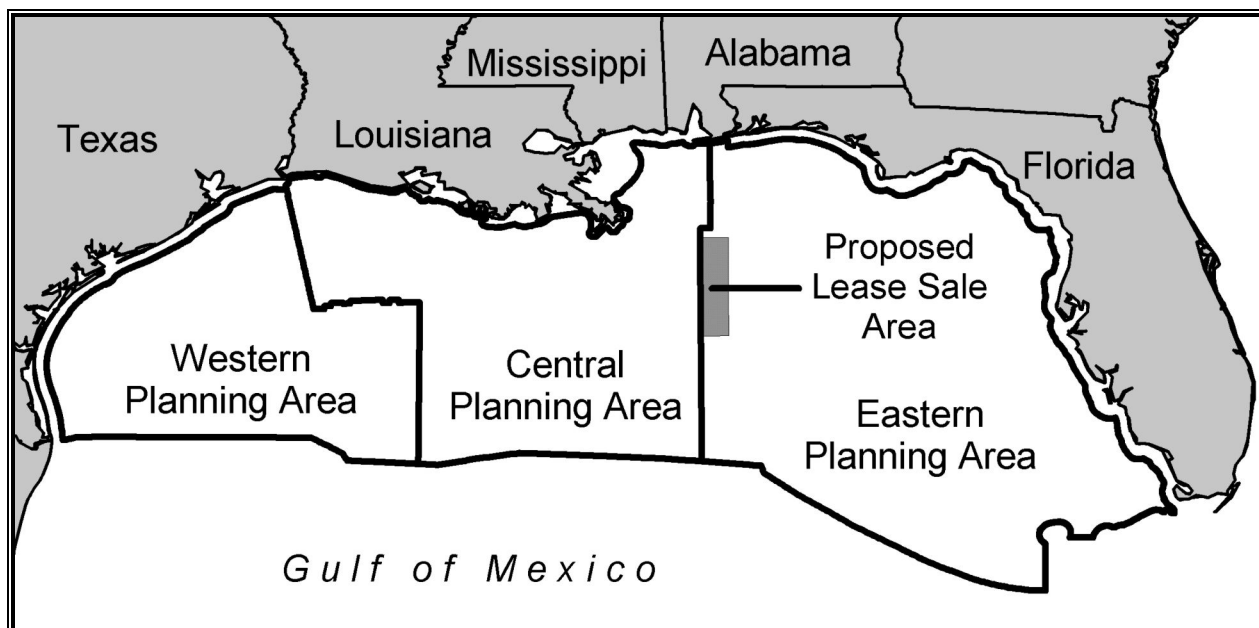 Mississippi
Alabama
Texas
Louisiana
Florida
Proposed
Lease Sale
Area
Western
Planning Area
Central
Planning Area
Eastern
Planning Area
Gulf of Mexico